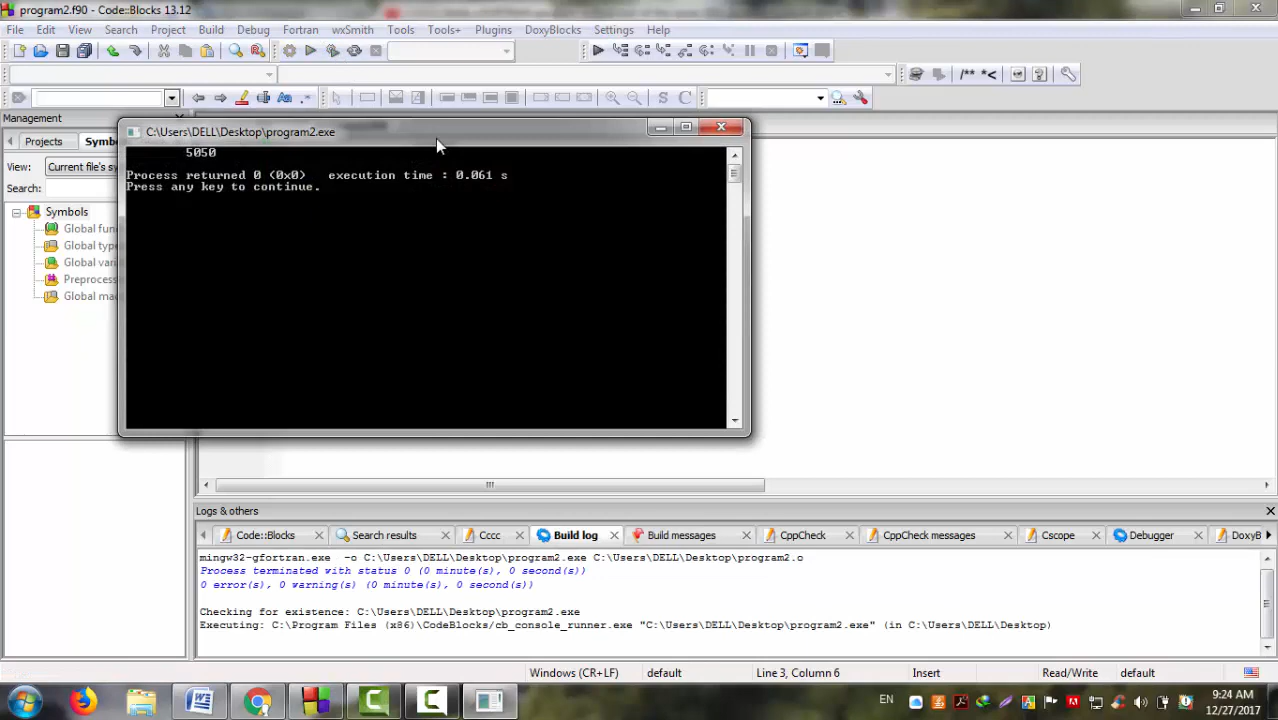 program2.f90 - Code::Blocks 13.12
File Edit View Search Project Build Debug Fortran wxSmith Tools Tools+ Plugins DoxyBlocks Settings Help
/** *<
Aa .*
S C
Management
Projects Symb
View: Current file's sy
Search:
Symbols
Global fun
Global type
Global vari
Preprocess
Global mac
C:\Users\DELL\Desktop\program2.exe
5050
Process returned 0 (0x0) execution time : 0.061 s
Press any key to continue.
Logs & others
Code::Blocks Search results Cccc Build log Build messages CppCheck CppCheck messages Cscope Debugger DoxyB
mingw32-gfortran.exe -o C:\Users\DELL\Desktop\program2.exe C:\Users\DELL\Desktop\program2.o
Process terminated with status 0 (0 minute(s), 0 second(s))
0 error(s), 0 warning(s) (0 minute(s), 0 second(s))
Checking for existence: C:\Users\DELL\Desktop\program2.exe
Executing: C:\Program Files (x86)\CodeBlocks/cb_console_runner.exe "C:\Users\DELL\Desktop\program2.exe" (in C:\Users\DELL\Desktop)
Windows (CR+LF) default Line 3, Column 6 Insert Read/Write default
EN
9:24 AM
12/27/2017